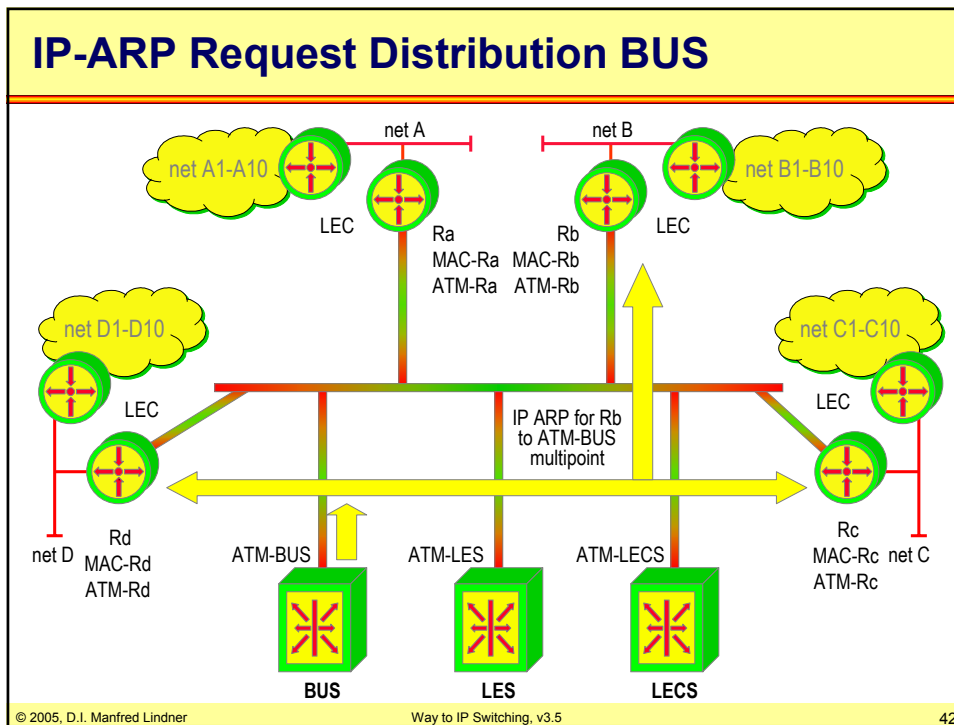 IP-ARP Request Distribution BUS
net A
net B
net A1-A10
net B1-B10
LEC
LEC
Ra
MAC-Ra
ATM-Ra
Rb
MAC-Rb
ATM-Rb
net D1-D10
net C1-C10
LEC
LEC
IP ARP for Rb
to ATM-BUS
multipoint
net D
Rd
MAC-Rd
ATM-Rd
ATM-BUS
ATM-LES
ATM-LECS
Rc
MAC-Rc
ATM-Rc
net C
BUS
LES
LECS
© 2005, D.I. Manfred Lindner
Way to IP Switching, v3.5
42